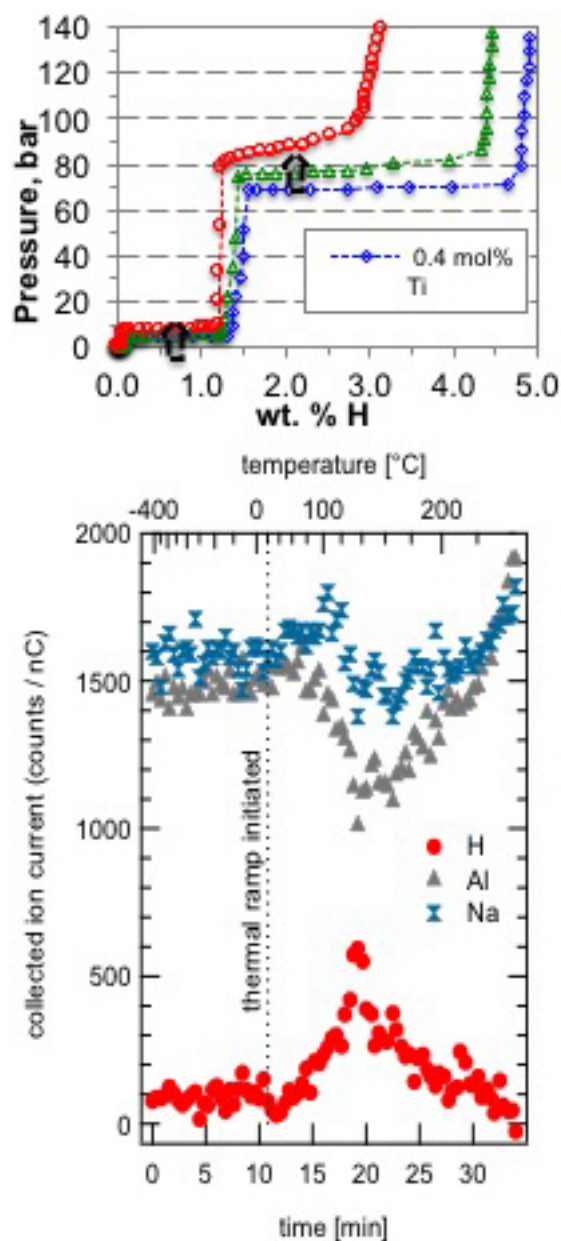 140
120
100
80
60
40
20
0
Pressure, bar
0.4 mol%
Ti
0.0 1.0 2.0 3.0 4.0 5.0
wt. % H
temperature [°C]
-400 0 100 200
2000
1500
1000
500
0
collected ion current (counts / nC)
thermal ramp initiated
H
Al
Na
0 5 10 15 20 25 30
time [min]